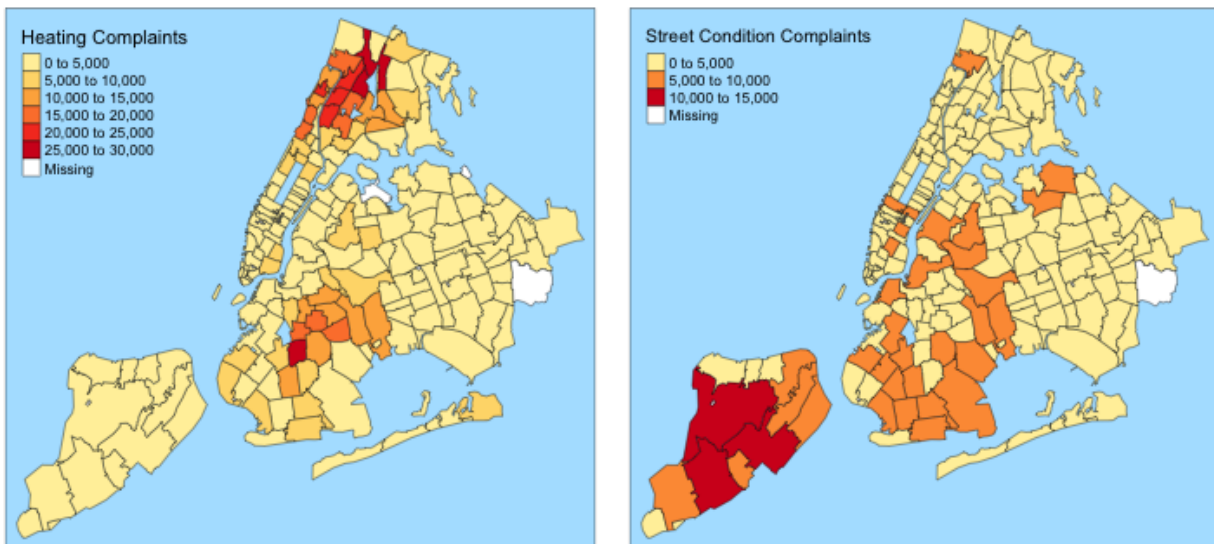 Heating Complaints
0 to 5,000
5,000 to 10,000
10,000 to 15,000
15,000 to 20,000
20,000 to 25,000
25,000 to 30,000
Missing
Street Condition Complaints
0 to 5,000
5,000 to 10,000
10,000 to 15,000
Missing